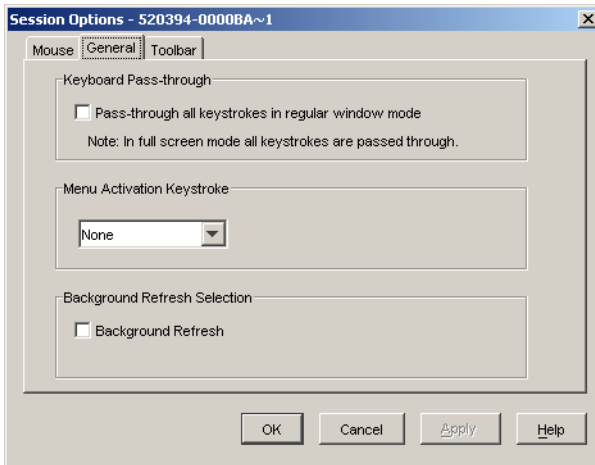 Session Options - 520394-0000BA~1
Mouse General Toolbar
Keyboard Pass-through
Pass-through all keystrokes in regular window mode
Note: In full screen mode all keystrokes are passed through.
Menu Activation Keystroke
None
Background Refresh Selection
Background Refresh
OK Cancel Apply Help